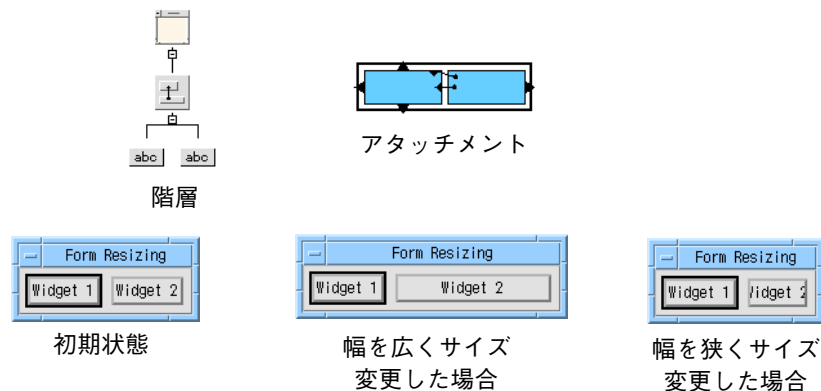 abc
abc
アタッチメント
階層
Form Resizing
Widget 1
Widget 2
初期状態
Form Resizing
Widget 1
Widget 2
幅を広くサイズ
変更した場合
Form Resizing
Widget 1
idget
幅を狭くサイズ
変更した場合